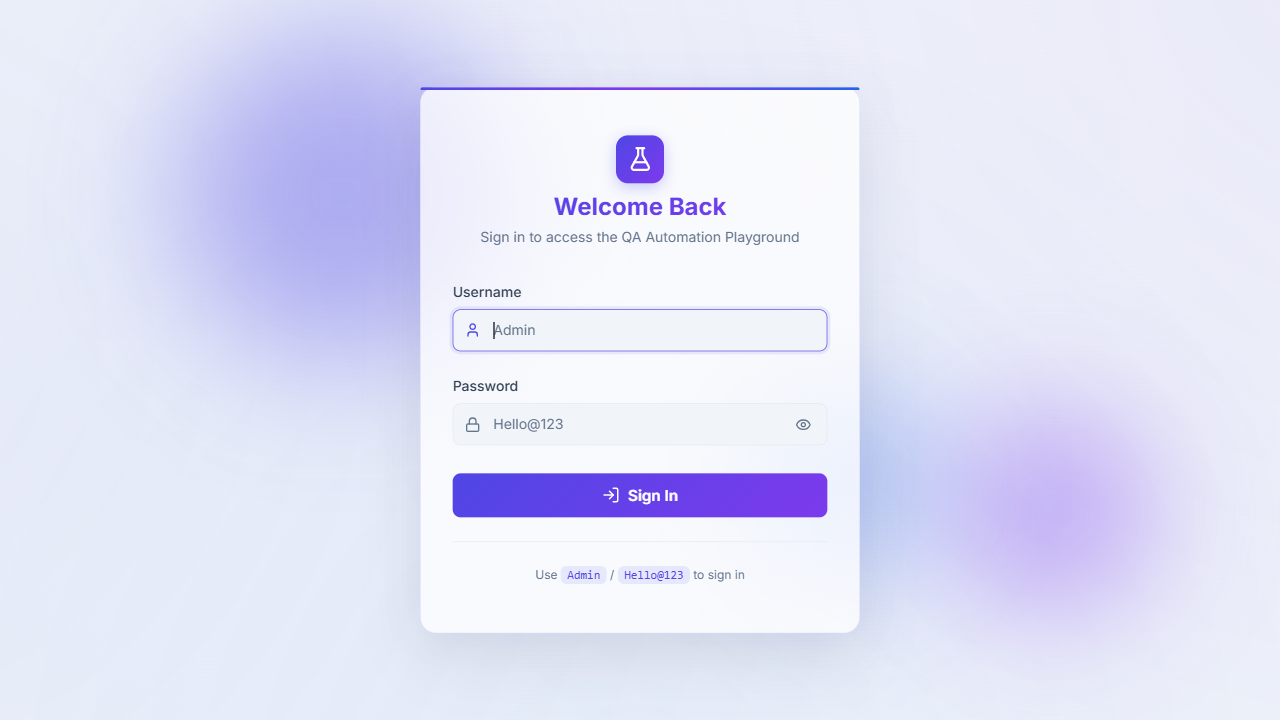 Welcome Back
Sign in to access the QA Automation Playground
Username
Admin
Password
Hello@123
Sign In
Use Admin / Hello@123 to sign in